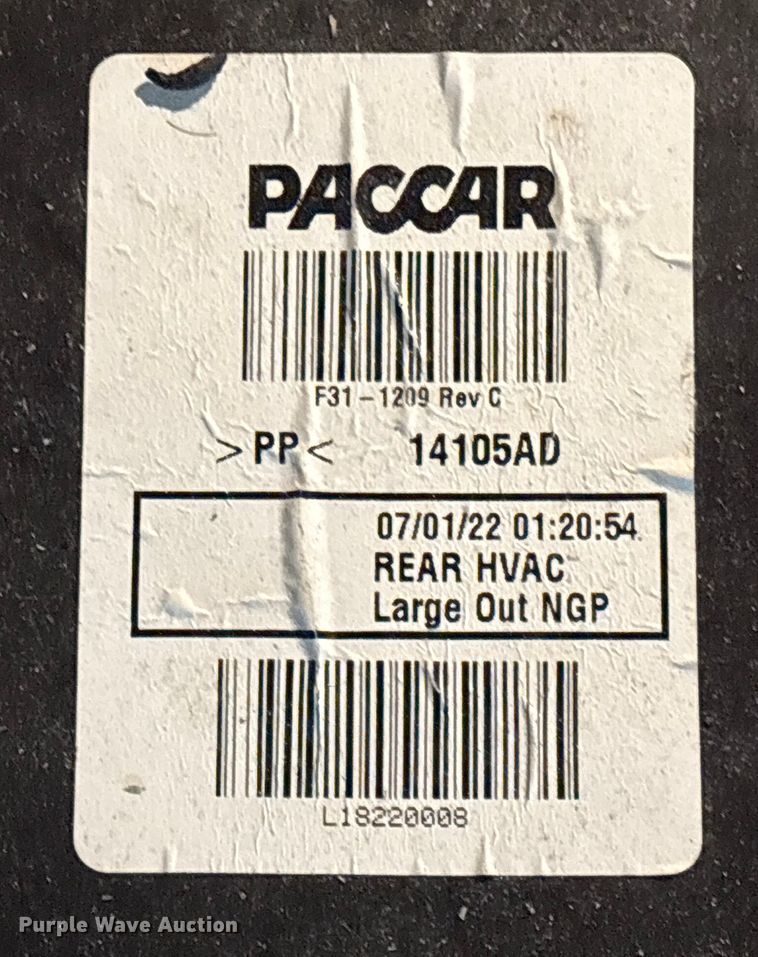 PACCAR
F31-1209 Rev C
>PP< 14105AD
07/01/22 01:20:54
REAR HVAC
Large Out NGP
L18220008
Purple Wave Auction